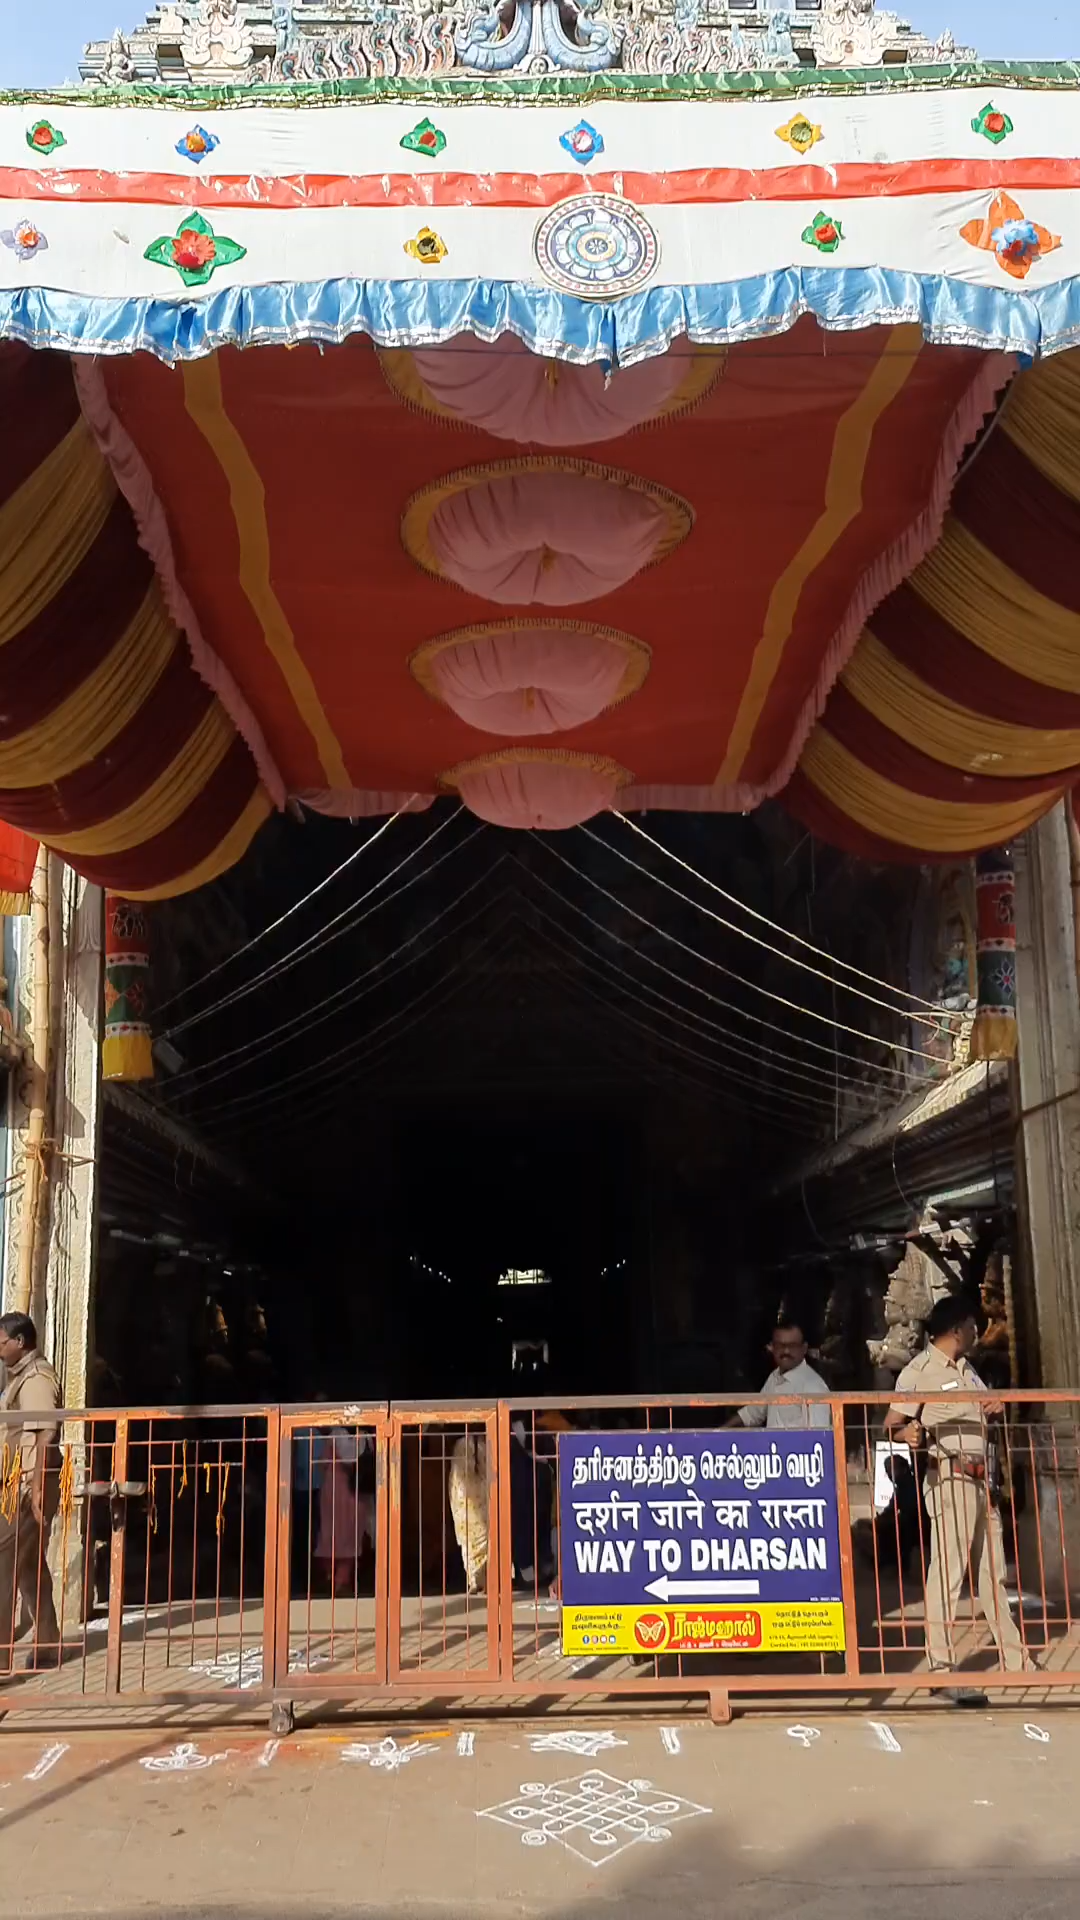 தரிசனத்திற்கு செல்லும் வழி
दर्शन जाने का रास्ता
WAY TO DHARSAN
ராஜ்மஹால்